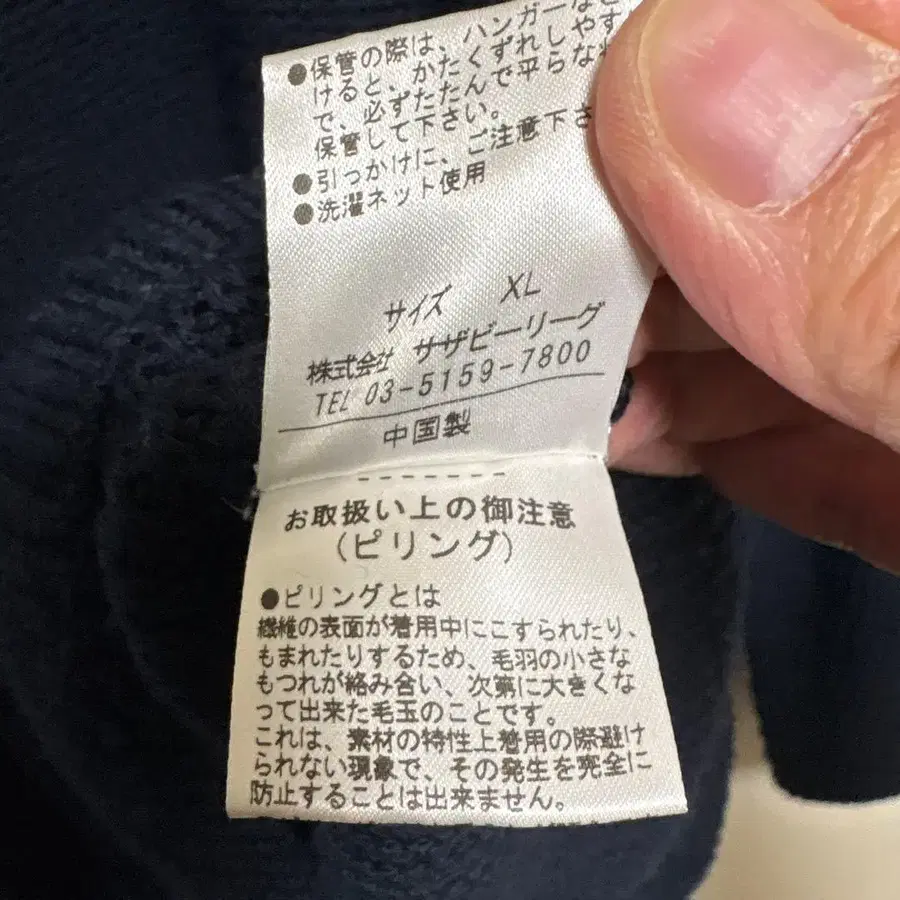 ●保管の際は、ハンガーなど
けると、かたくずれしやす
で、必ずたたんで平らな
保管して下さい。
●引っかけに、ご注意下さ
●洗濯ネット使用
サイズ XL
株式会社 サザビーリーグ
TEL 03-5159-7800
中国製
お取扱い上の御注意
(ピリング)
●ピリングとは
繊維の表面が着用中にこすられたり、
もまれたりするため、毛羽の小さな
もつれが絡み合い、次第に大きくな
って出来た毛玉のことです。
これは、素材の特性上着用の際避け
られない現象で、その発生を完全に
防止することは出来ません。